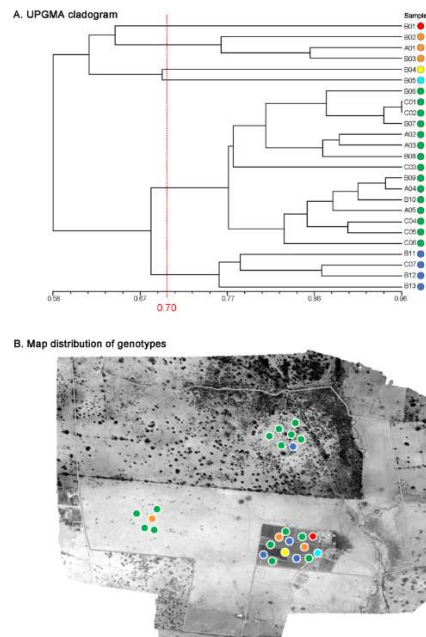 A. UPGMA cladogram
Sample
B01
B02
A01
B03
B04
B05
B06
C01
C02
B07
A02
A03
B08
C03
B09
A04
B10
A05
C04
C05
C06
B11
C07
B12
B13
0.58 0.67 0.77 0.86 0.96
0.70
B. Map distribution of genotypes